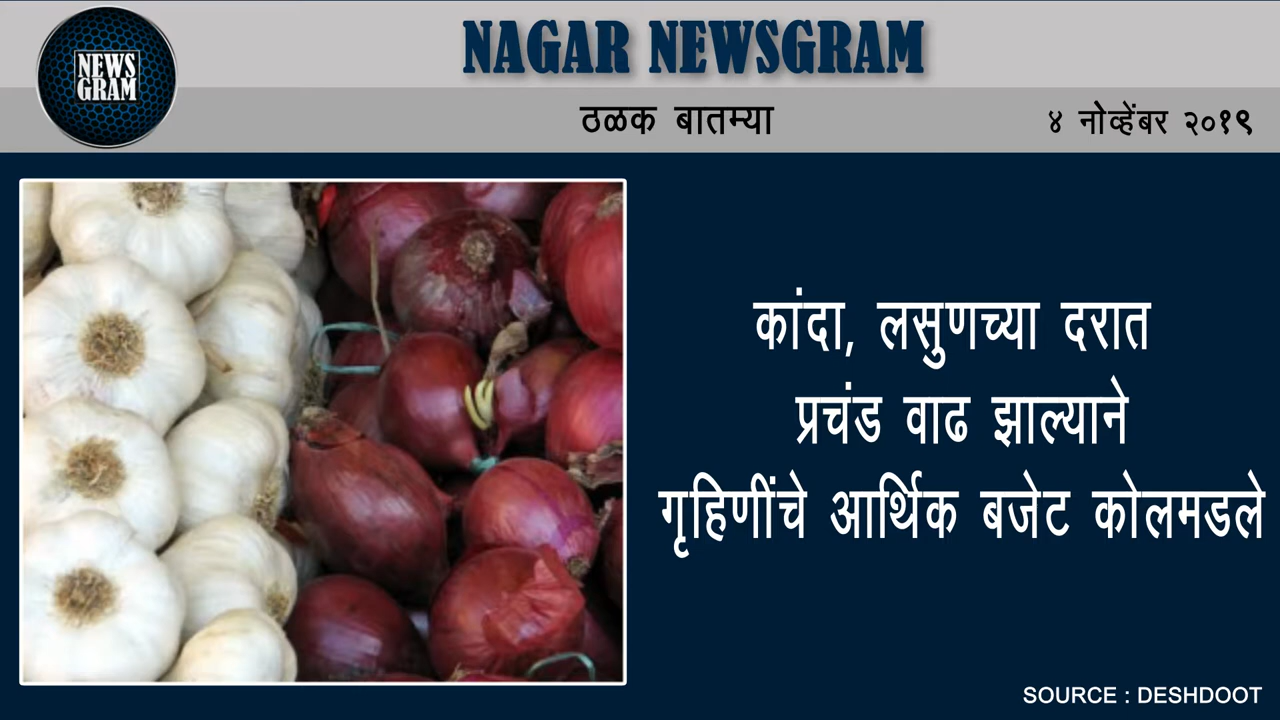 NEWS
GRAM
NAGAR NEWSGRAM
ठळक बातम्या
४ नोव्हेंबर २०१९
कांदा, लसुणच्या दरात
प्रचंड वाढ झाल्याने
गृहिणींचे आर्थिक बजेट कोलमडले
SOURCE : DESHDOOT